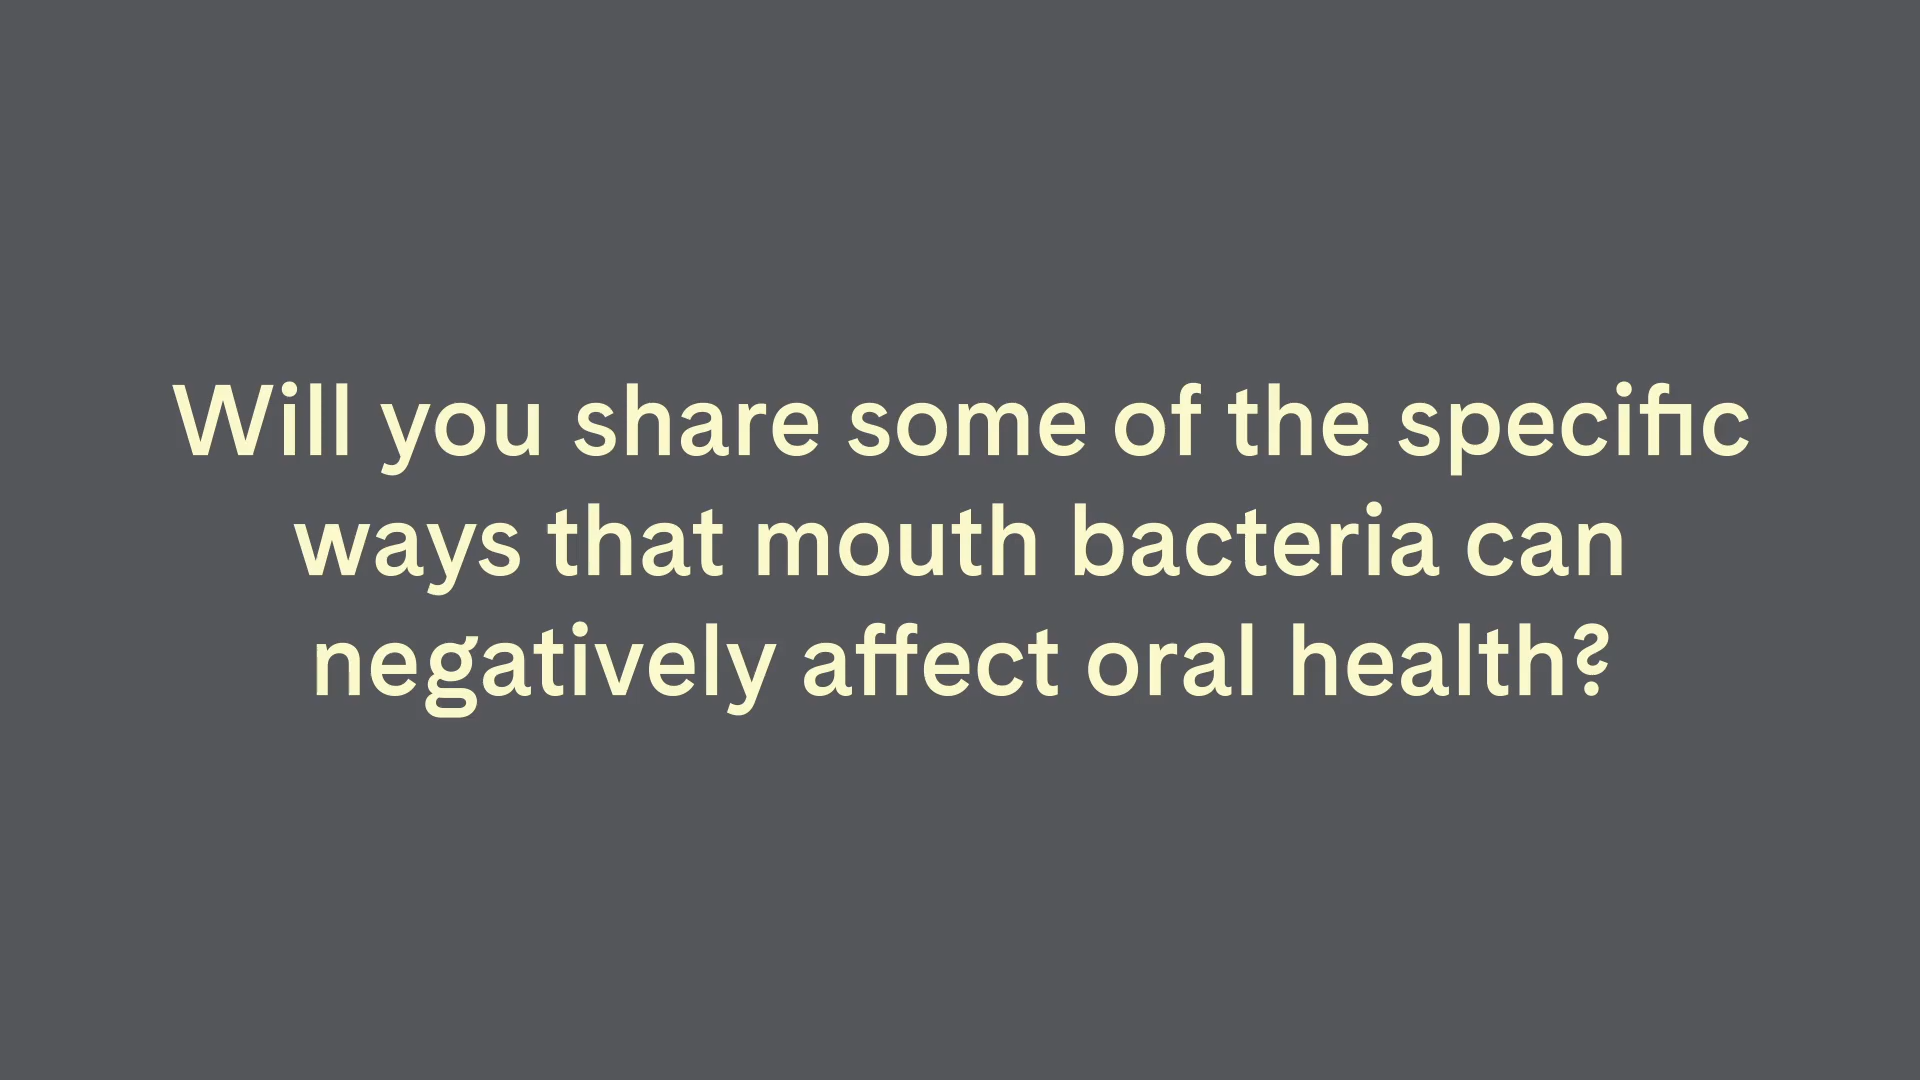 Will you share some of the specific
ways that mouth bacteria can
negatively affect oral health?